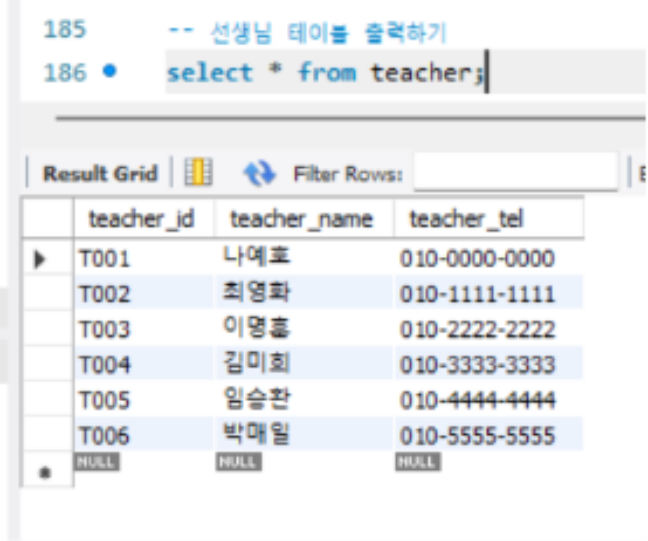 185 -- 선생님 테이블 출력하기
186 select * from teacher;
Result Grid Filter Rows:
teacher_id teacher_name teacher_tel
T001 나예호 010-0000-0000
T002 최영화 010-1111-1111
T003 이명훈 010-2222-2222
T004 김미희 010-3333-3333
T005 임승환 010-4444-4444
T006 박매일 010-5555-5555
NULL NULL NULL